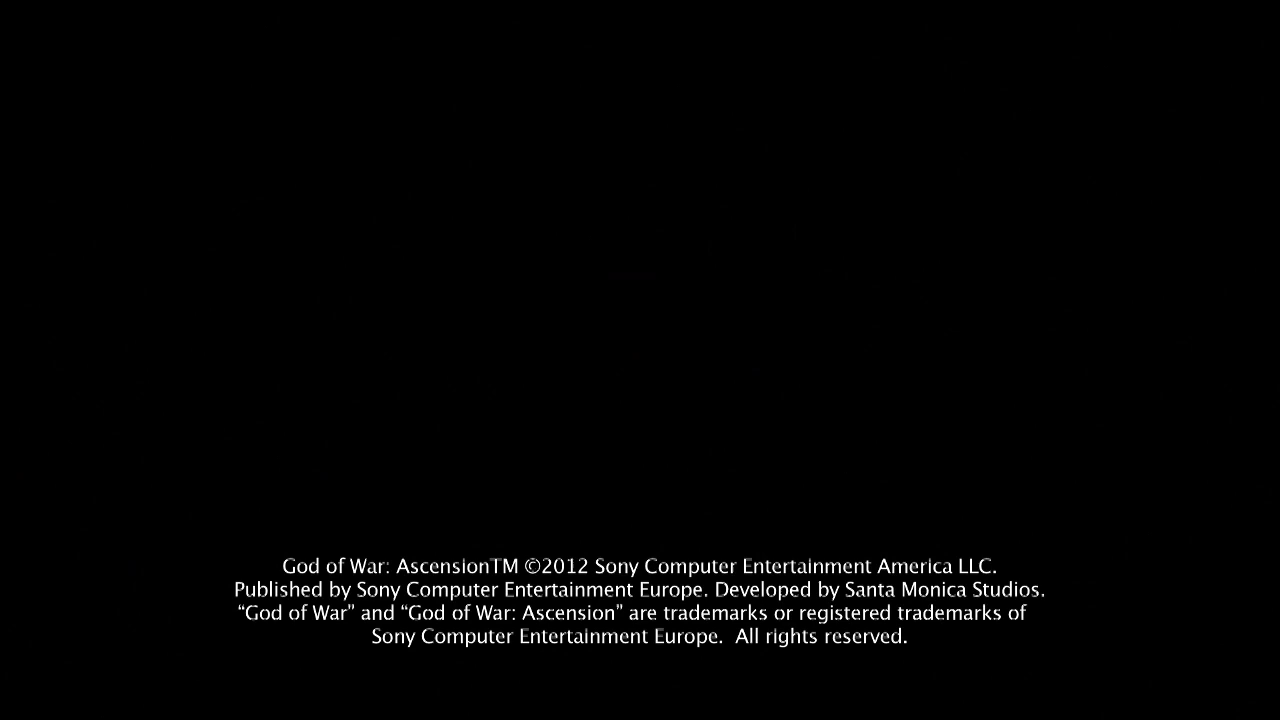 God of War: AscensionTM ©2012 Sony Computer Entertainment America LLC.
Published by Sony Computer Entertainment Europe. Developed by Santa Monica Studios.
“God of War” and “God of War: Ascension” are trademarks or registered trademarks of
Sony Computer Entertainment Europe.  All rights reserved.